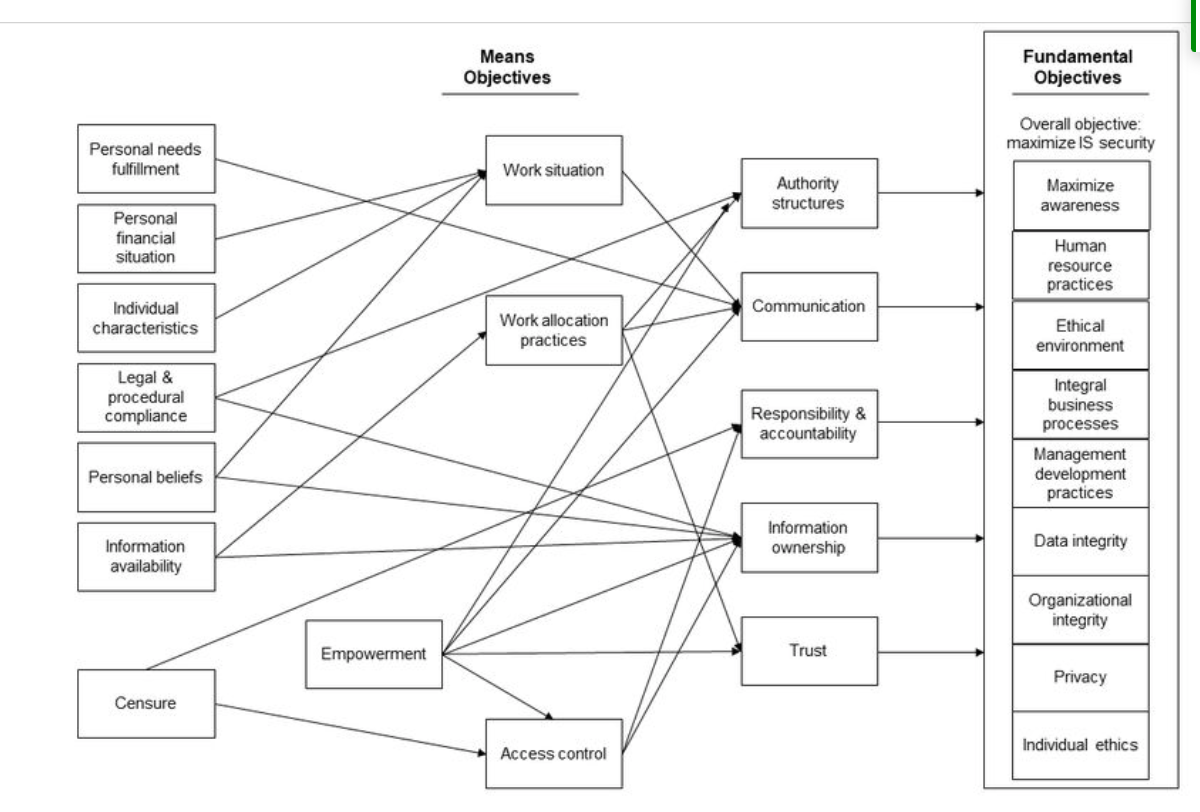 Means
Objectives
Fundamental
Objectives
Overall objective:
maximize IS security
Personal needs
fulfillment
Personal
financial
situation
Individual
characteristics
Legal &
procedural
compliance
Personal beliefs
Information
availability
Censure
Empowerment
Work situation
Work allocation
practices
Access control
Authority
structures
Communication
Responsibility &
accountability
Information
ownership
Trust
Maximize
awareness
Human
resource
practices
Ethical
environment
Integral
business
processes
Management
development
practices
Data integrity
Organizational
integrity
Privacy
Individual ethics